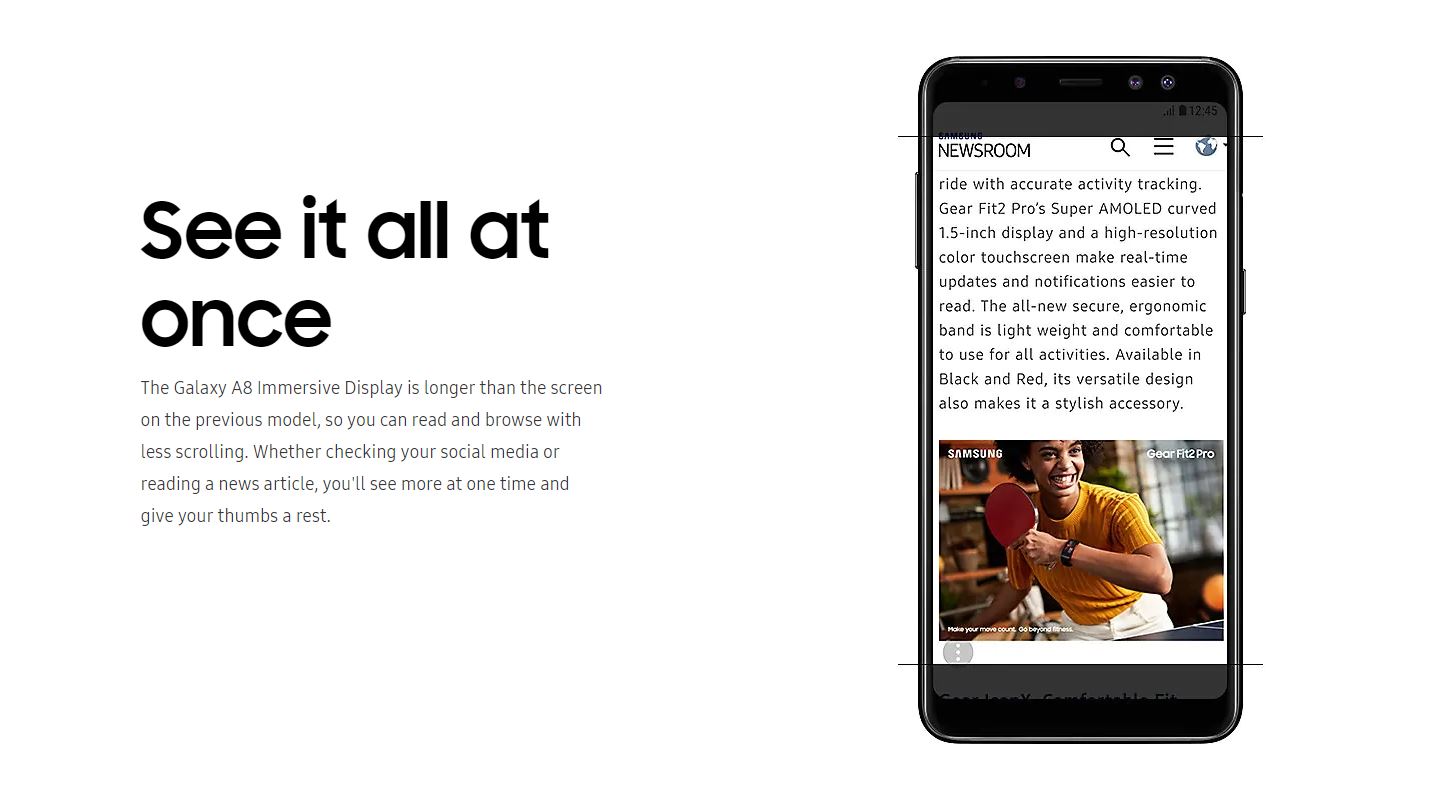 See it all at
once
The Galaxy A8 Immersive Display is longer than the screen
on the previous model, so you can read and browse with
less scrolling. Whether checking your social media or
reading a news article, you'll see more at one time and
give your thumbs a rest.
12:45
SAMSUNG
NEWSROOM
ride with accurate activity tracking.
Gear Fit2 Pro’s Super AMOLED curved
1.5-inch display and a high-resolution
color touchscreen make real-time
updates and notifications easier to
read. The all-new secure, ergonomic
band is light weight and comfortable
to use for all activities. Available in
Black and Red, its versatile design
also makes it a stylish accessory.
SAMSUNG Gear Fit2 Pro
Make your move count. Go beyond fitness.
Gear IconX: Comfortable Fit